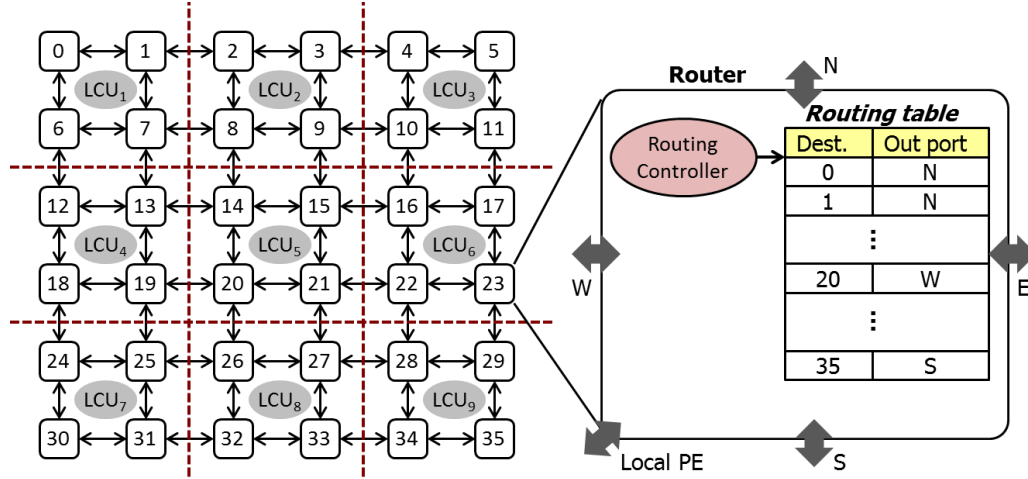 0 1 2 3 4 5
LCU1 LCU2 LCU3
6 7 8 9 10 11
12 13 14 15 16 17
LCU4 LCU5 LCU6
18 19 20 21 22 23
24 25 26 27 28 29
LCU7 LCU8 LCU9
30 31 32 33 34 35
Router
N
Routing table
Routing
Controller
Dest. Out port
0 N
1 N
⋮
20 W
⋮
35 S
W
E
Local PE
S